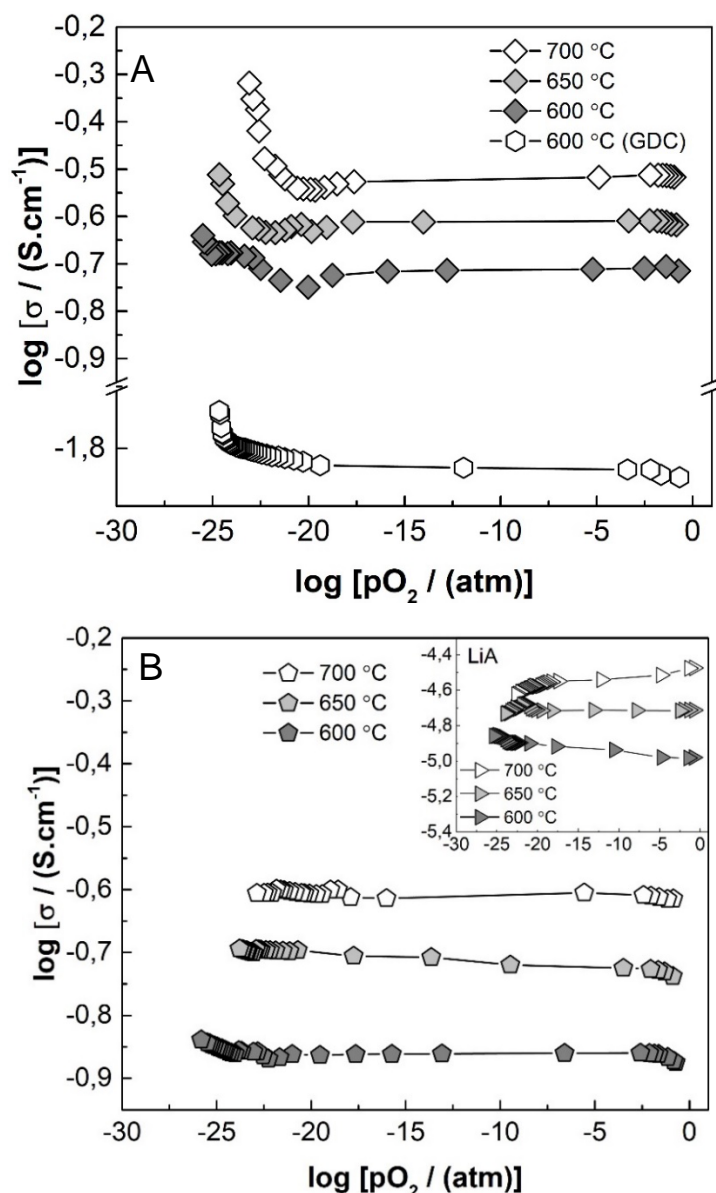 A
-0,2
-0,3
-0,4
-0,5
-0,6
-0,7
-0,8
-0,9
-1,8
log [σ / (S.cm⁻¹)]
700 °C
650 °C
600 °C
600 °C (GDC)
-30 -25 -20 -15 -10 -5 0
log [pO₂ / (atm)]
B
-0,2
-0,3
-0,4
-0,5
-0,6
-0,7
-0,8
-0,9
log [σ / (S.cm⁻¹)]
700 °C
650 °C
600 °C
LiA
-4,4
-4,6
-4,8
-5,0
-5,2
-5,4
700 °C
650 °C
600 °C
-30 -25 -20 -15 -10 -5 0
-30 -25 -20 -15 -10 -5 0
log [pO₂ / (atm)]